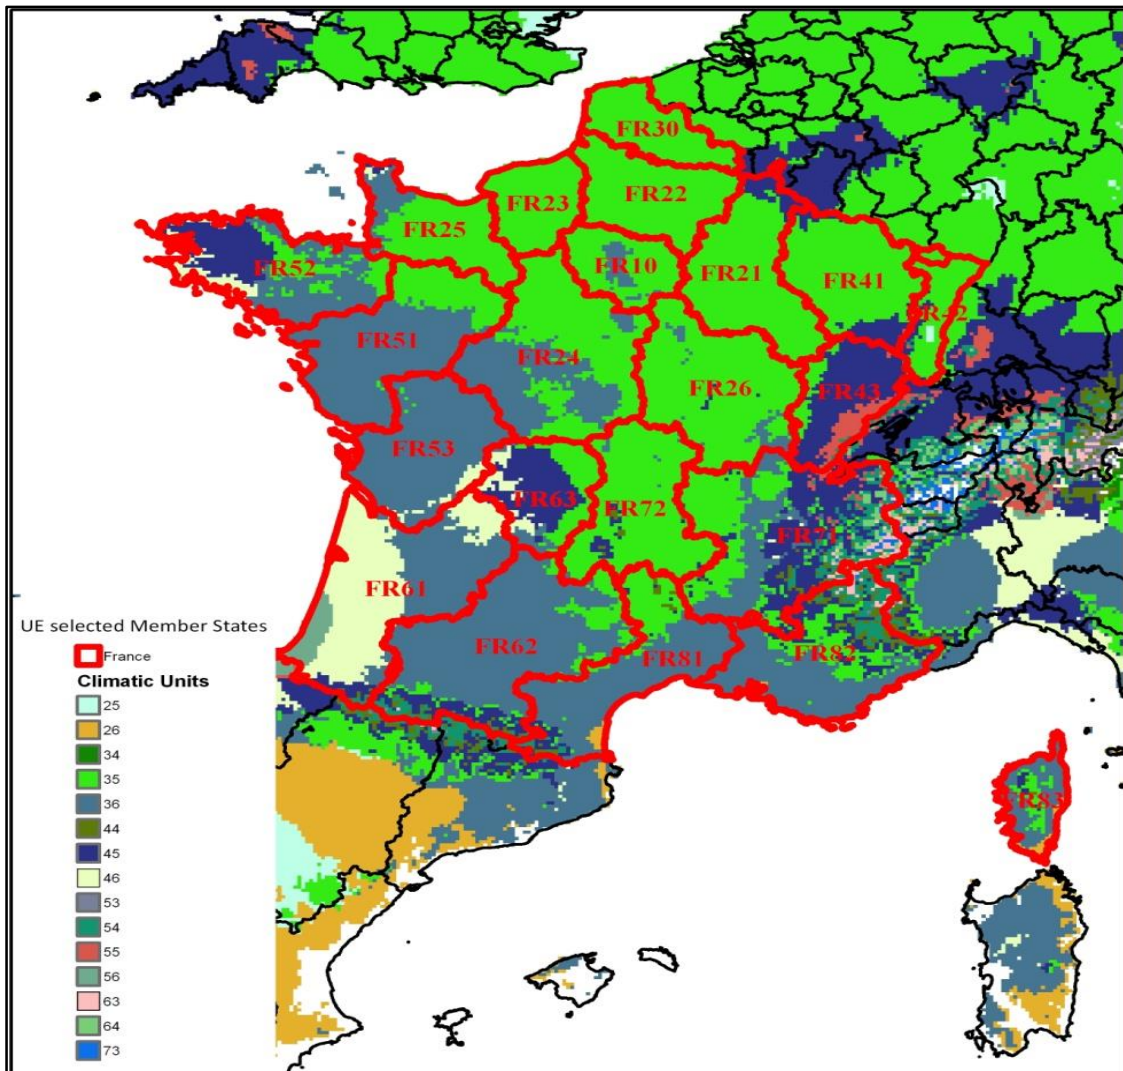 FR30
FR23
FR22
FR25
FR10
FR21
FR41
FR52
FR42
FR51
FR24
FR26
FR43
FR53
FR63
FR72
FR71
FR61
FR62
FR81
FR82
FR83
UE selected Member States
France
Climatic Units
25
26
34
35
36
44
45
46
53
54
55
56
63
64
73